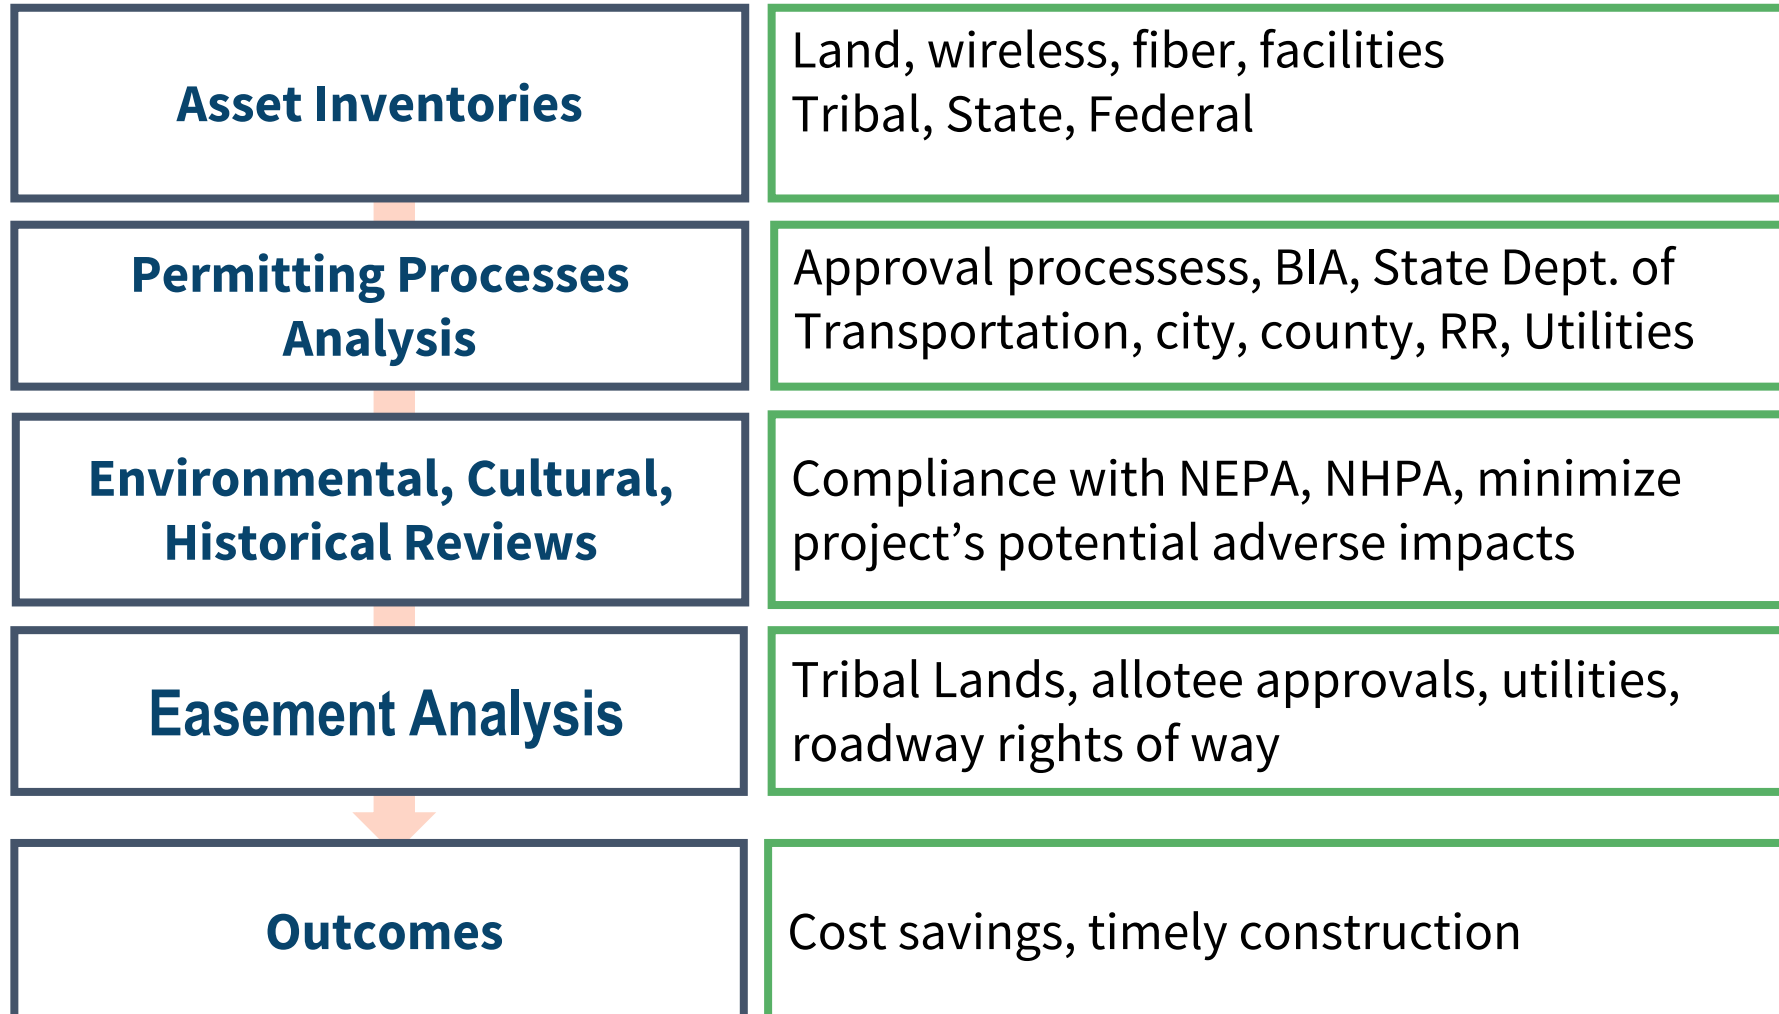 Asset Inventories
Land, wireless, fiber, facilities
Tribal, State, Federal
Permitting Processes
Analysis
Approval processess, BIA, State Dept. of
Transportation, city, county, RR, Utilities
Environmental, Cultural,
Historical Reviews
Compliance with NEPA, NHPA, minimize
project’s potential adverse impacts
Easement Analysis
Tribal Lands, allotee approvals, utilities,
roadway rights of way
Outcomes
Cost savings, timely construction